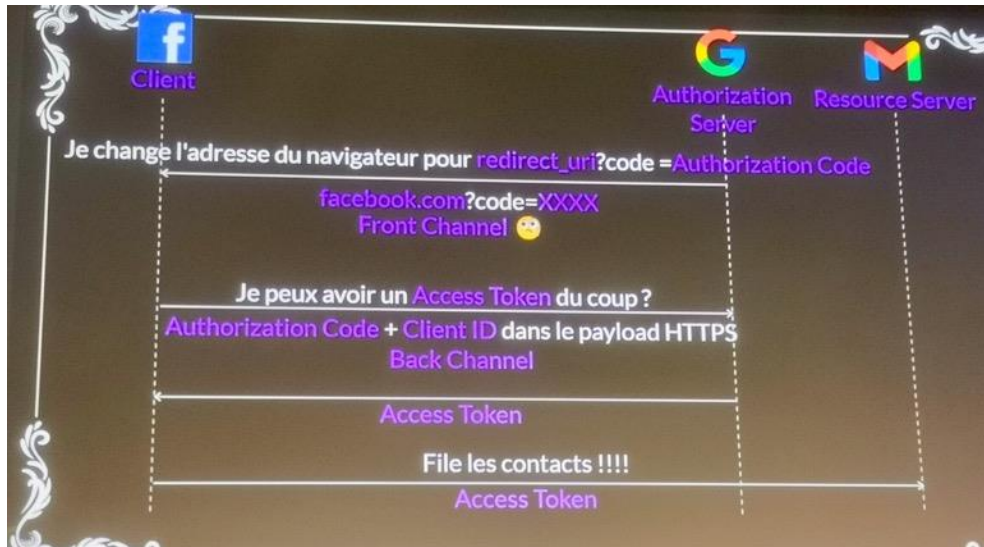 Client
Authorization
Server
Resource Server
Je change l'adresse du navigateur pour redirect_uri?code =Authorization Code
facebook.com?code=XXXX
Front Channel 🙄
Je peux avoir un Access Token du coup ?
Authorization Code + Client ID dans le payload HTTPS
Back Channel
Access Token
File les contacts !!!!
Access Token